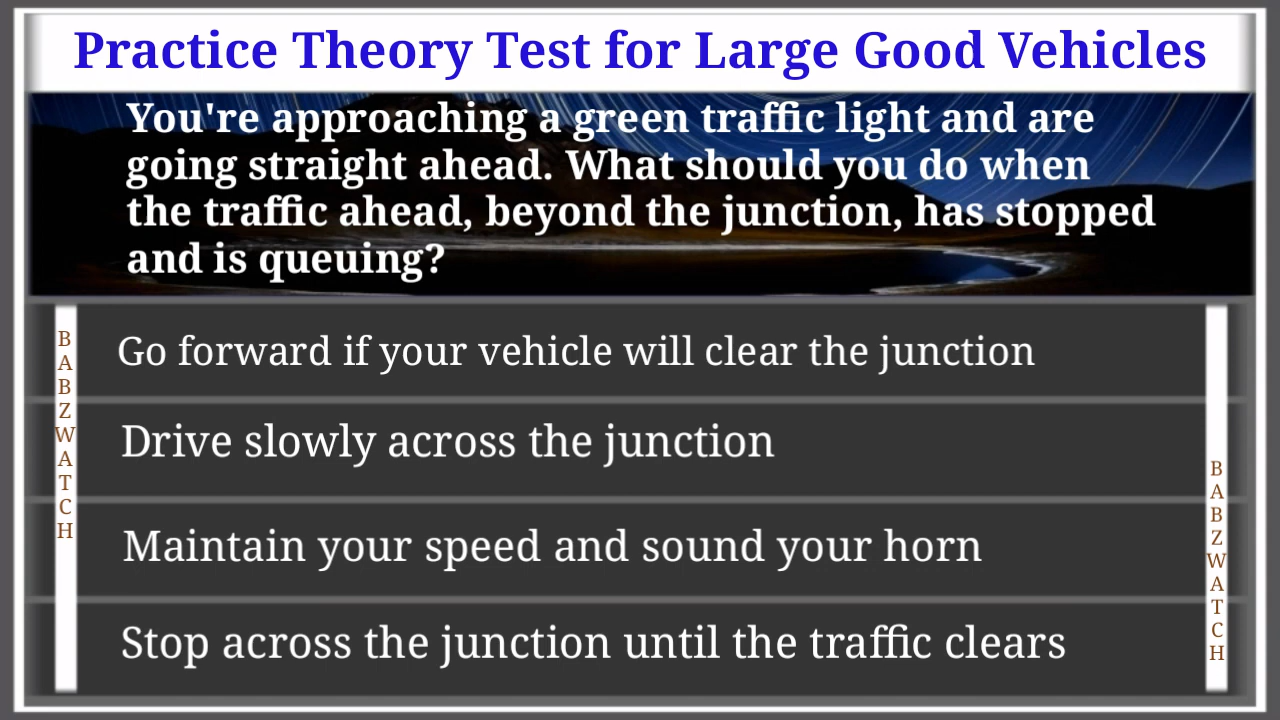 Practice Theory Test for Large Good Vehicles
You're approaching a green traffic light and are
going straight ahead. What should you do when
the traffic ahead, beyond the junction, has stopped
and is queuing?
Go forward if your vehicle will clear the junction
Drive slowly across the junction
Maintain your speed and sound your horn
Stop across the junction until the traffic clears
BABZWATCH
BABZWATCH